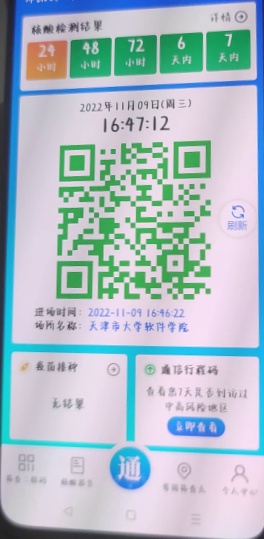 核酸检测结果 详情
24 48 72 6 7
小时 小时 小时 天内 天内
2022年11月09日(周三)
16:47:12
刷新
进场时间: 2022-11-09 16:46:22
场所名称: 天津市大学软件学院
疫苗接种
无结果
通信行程码
查看您7天是否到访过
中高风险地区
立即查看
通
个人中心